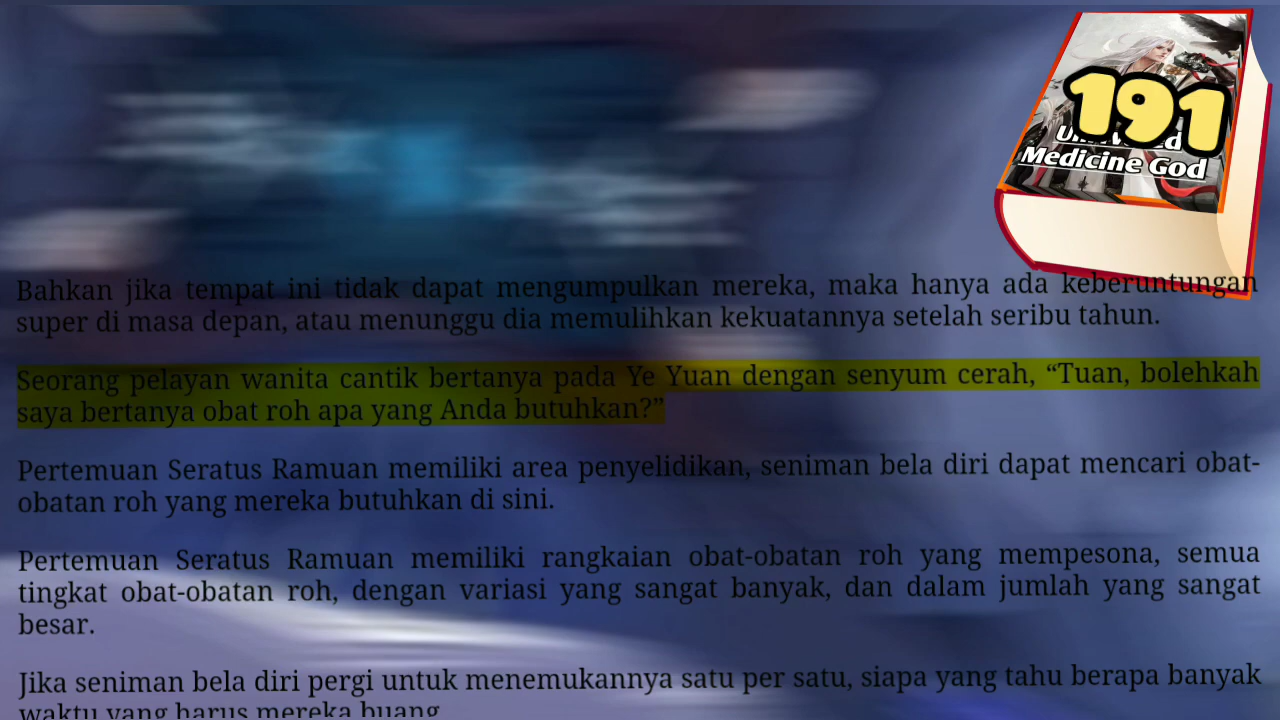 191
Medicine God
Bahkan jika tempat ini tidak dapat mengumpulkan mereka, maka hanya ada keberuntungan
super di masa depan, atau menunggu dia memulihkan kekuatannya setelah seribu tahun.
Seorang pelayan wanita cantik bertanya pada Ye Yuan dengan senyum cerah, “Tuan, bolehkah
saya bertanya obat roh apa yang Anda butuhkan?”
Pertemuan Seratus Ramuan memiliki area penyelidikan, seniman bela diri dapat mencari obat-
obatan roh yang mereka butuhkan di sini.
Pertemuan Seratus Ramuan memiliki rangkaian obat-obatan roh yang mempesona, semua
tingkat obat-obatan roh, dengan variasi yang sangat banyak, dan dalam jumlah yang sangat
besar.
Jika seniman bela diri pergi untuk menemukannya satu per satu, siapa yang tahu berapa banyak
waktu yang harus mereka buang